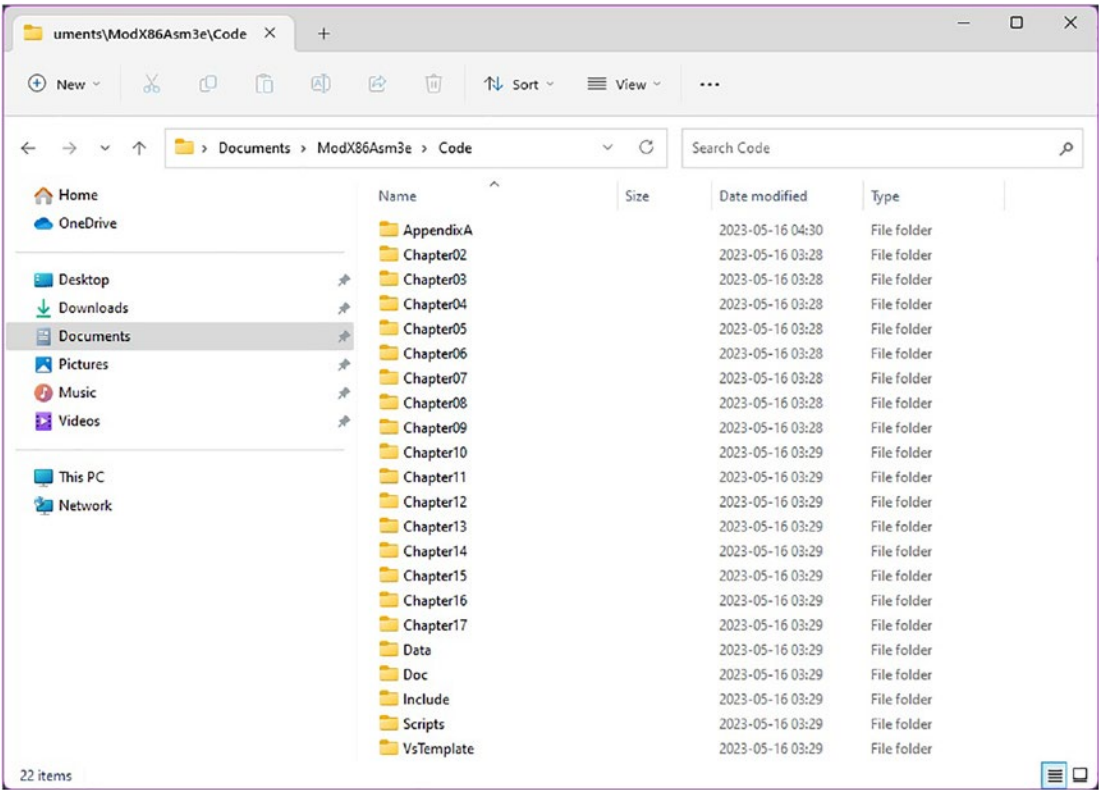 uments\ModX86Asm3e\Code
New Sort View
Documents ModX86Asm3e Code Search Code
Home
OneDrive
Desktop
Downloads
Documents
Pictures
Music
Videos
This PC
Network
Name Size Date modified Type
AppendixA 2023-05-16 04:30 File folder
Chapter02 2023-05-16 03:28 File folder
Chapter03 2023-05-16 03:28 File folder
Chapter04 2023-05-16 03:28 File folder
Chapter05 2023-05-16 03:28 File folder
Chapter06 2023-05-16 03:28 File folder
Chapter07 2023-05-16 03:28 File folder
Chapter08 2023-05-16 03:28 File folder
Chapter09 2023-05-16 03:28 File folder
Chapter10 2023-05-16 03:29 File folder
Chapter11 2023-05-16 03:29 File folder
Chapter12 2023-05-16 03:29 File folder
Chapter13 2023-05-16 03:29 File folder
Chapter14 2023-05-16 03:29 File folder
Chapter15 2023-05-16 03:29 File folder
Chapter16 2023-05-16 03:29 File folder
Chapter17 2023-05-16 03:29 File folder
Data 2023-05-16 03:29 File folder
Doc 2023-05-16 03:29 File folder
Include 2023-05-16 03:29 File folder
Scripts 2023-05-16 03:29 File folder
VsTemplate 2023-05-16 03:29 File folder
22 items